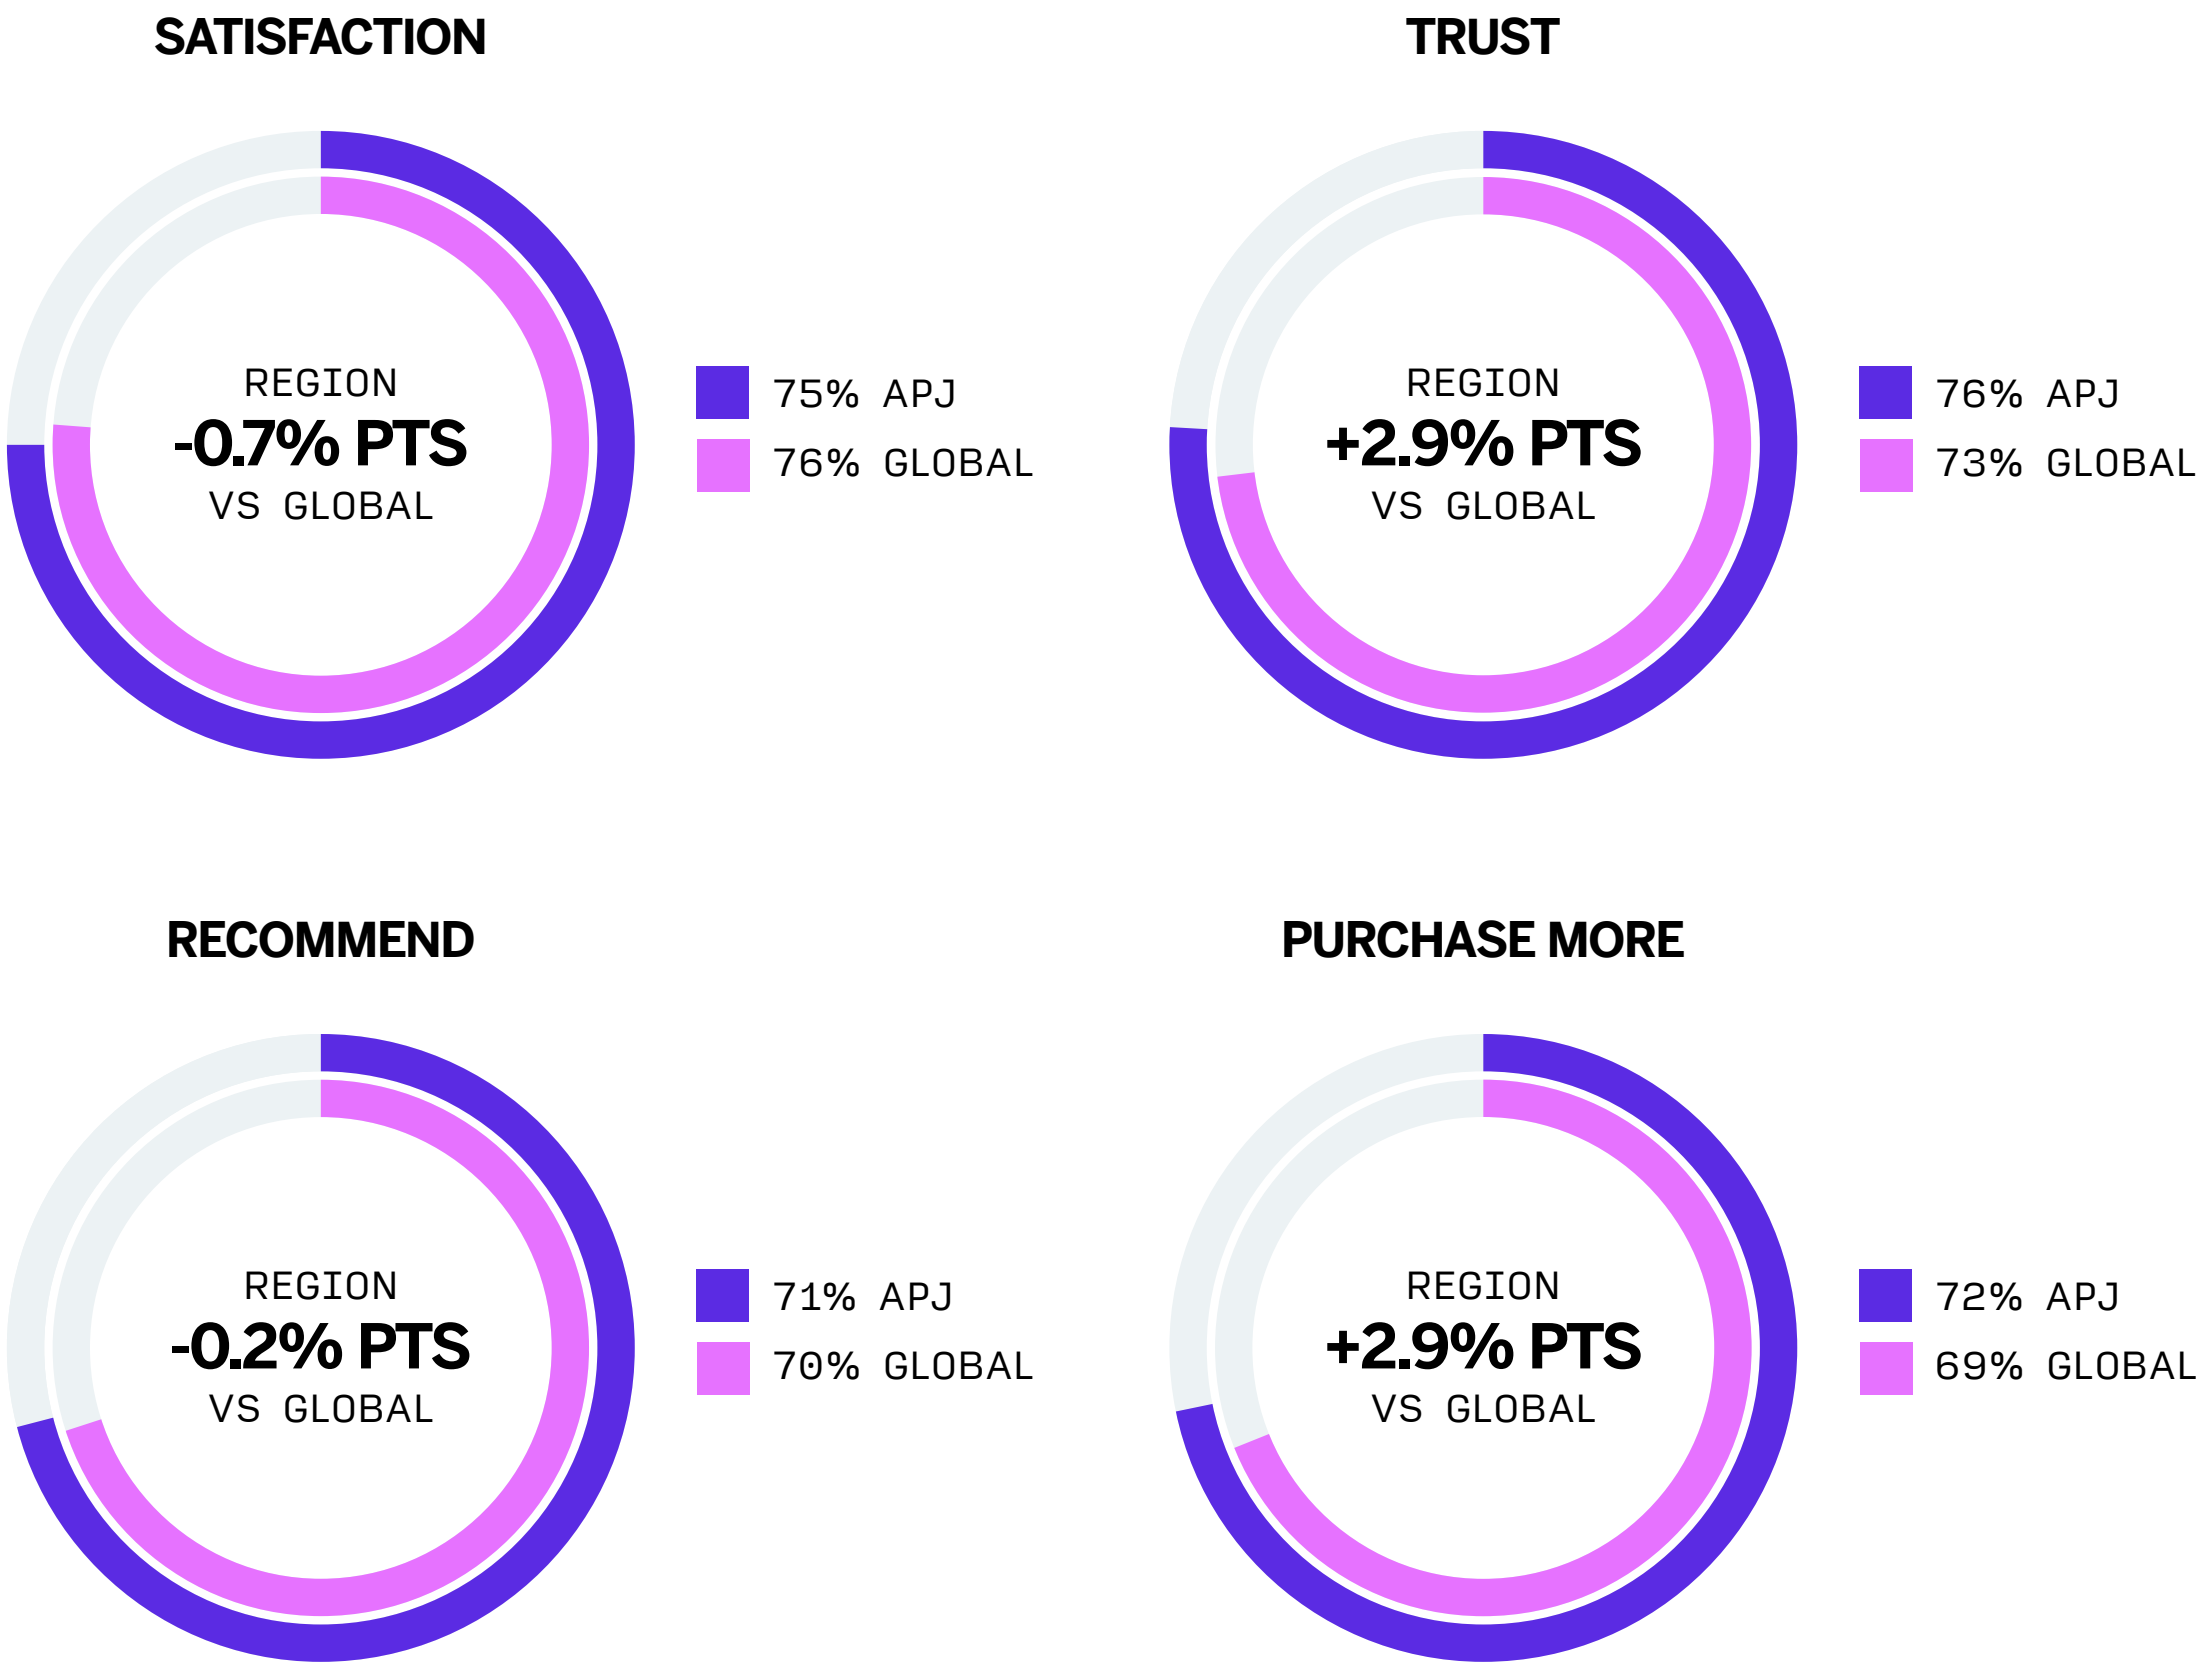 SATISFACTION
REGION
-0.7% PTS
VS GLOBAL
75% APJ
76% GLOBAL
TRUST
REGION
+2.9% PTS
VS GLOBAL
76% APJ
73% GLOBAL
RECOMMEND
REGION
-0.2% PTS
VS GLOBAL
71% APJ
70% GLOBAL
PURCHASE MORE
REGION
+2.9% PTS
VS GLOBAL
72% APJ
69% GLOBAL